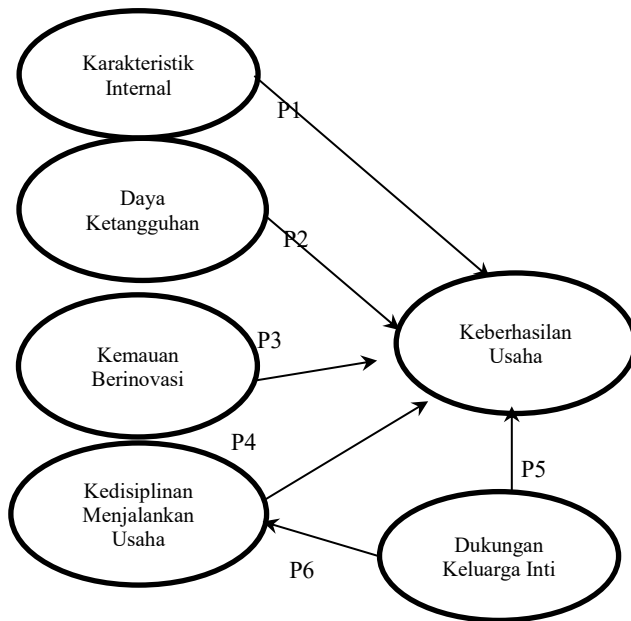 Karakteristik
Internal
P1
Daya
Ketangguhan
P2
Keberhasilan
Usaha
P3
Kemauan
Berinovasi
P4
Kedisiplinan
Menjalankan
Usaha
P5
Dukungan
Keluarga Inti
P6